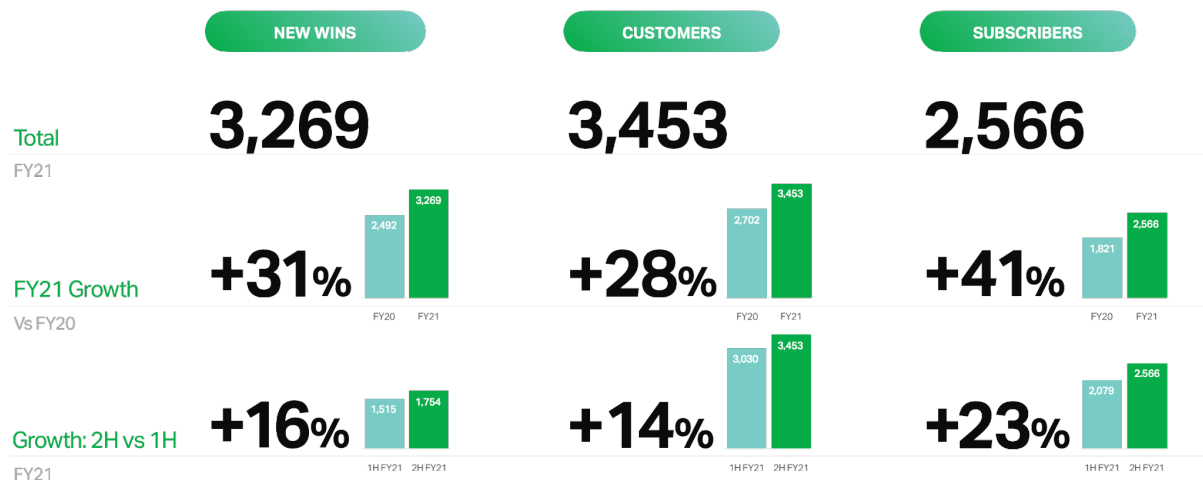 NEW WINS
CUSTOMERS
SUBSCRIBERS
Total
3,269
3,453
2,566
FY21
FY21 Growth
+31%
2,492
3,269
+28%
2,702
3,453
+41%
1,821
2,566
Vs FY20
FY20
FY21
FY20
FY21
FY20
FY21
Growth: 2H vs 1H
+16%
1,515
1,754
+14%
3,030
3,453
+23%
2,079
2.566
FY21
1H FY21
2H FY21
1H FY21
2H FY21
1H FY21
2H FY21